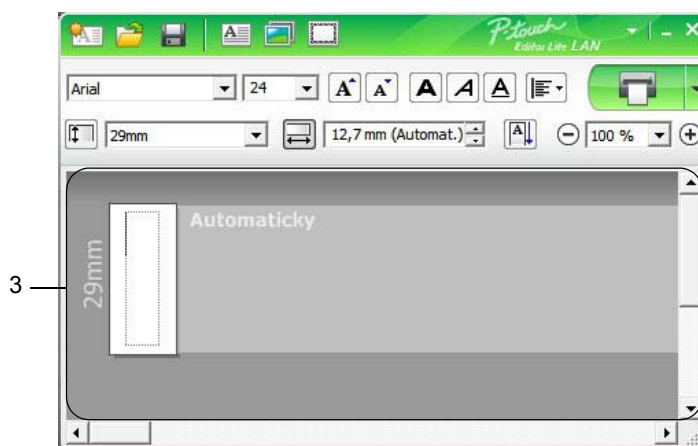 P-touch
Editor Lite LAN
Arial 24 A A A A A
29mm 12,7 mm (Automat.) A 100 %
Automaticky
29mm
3